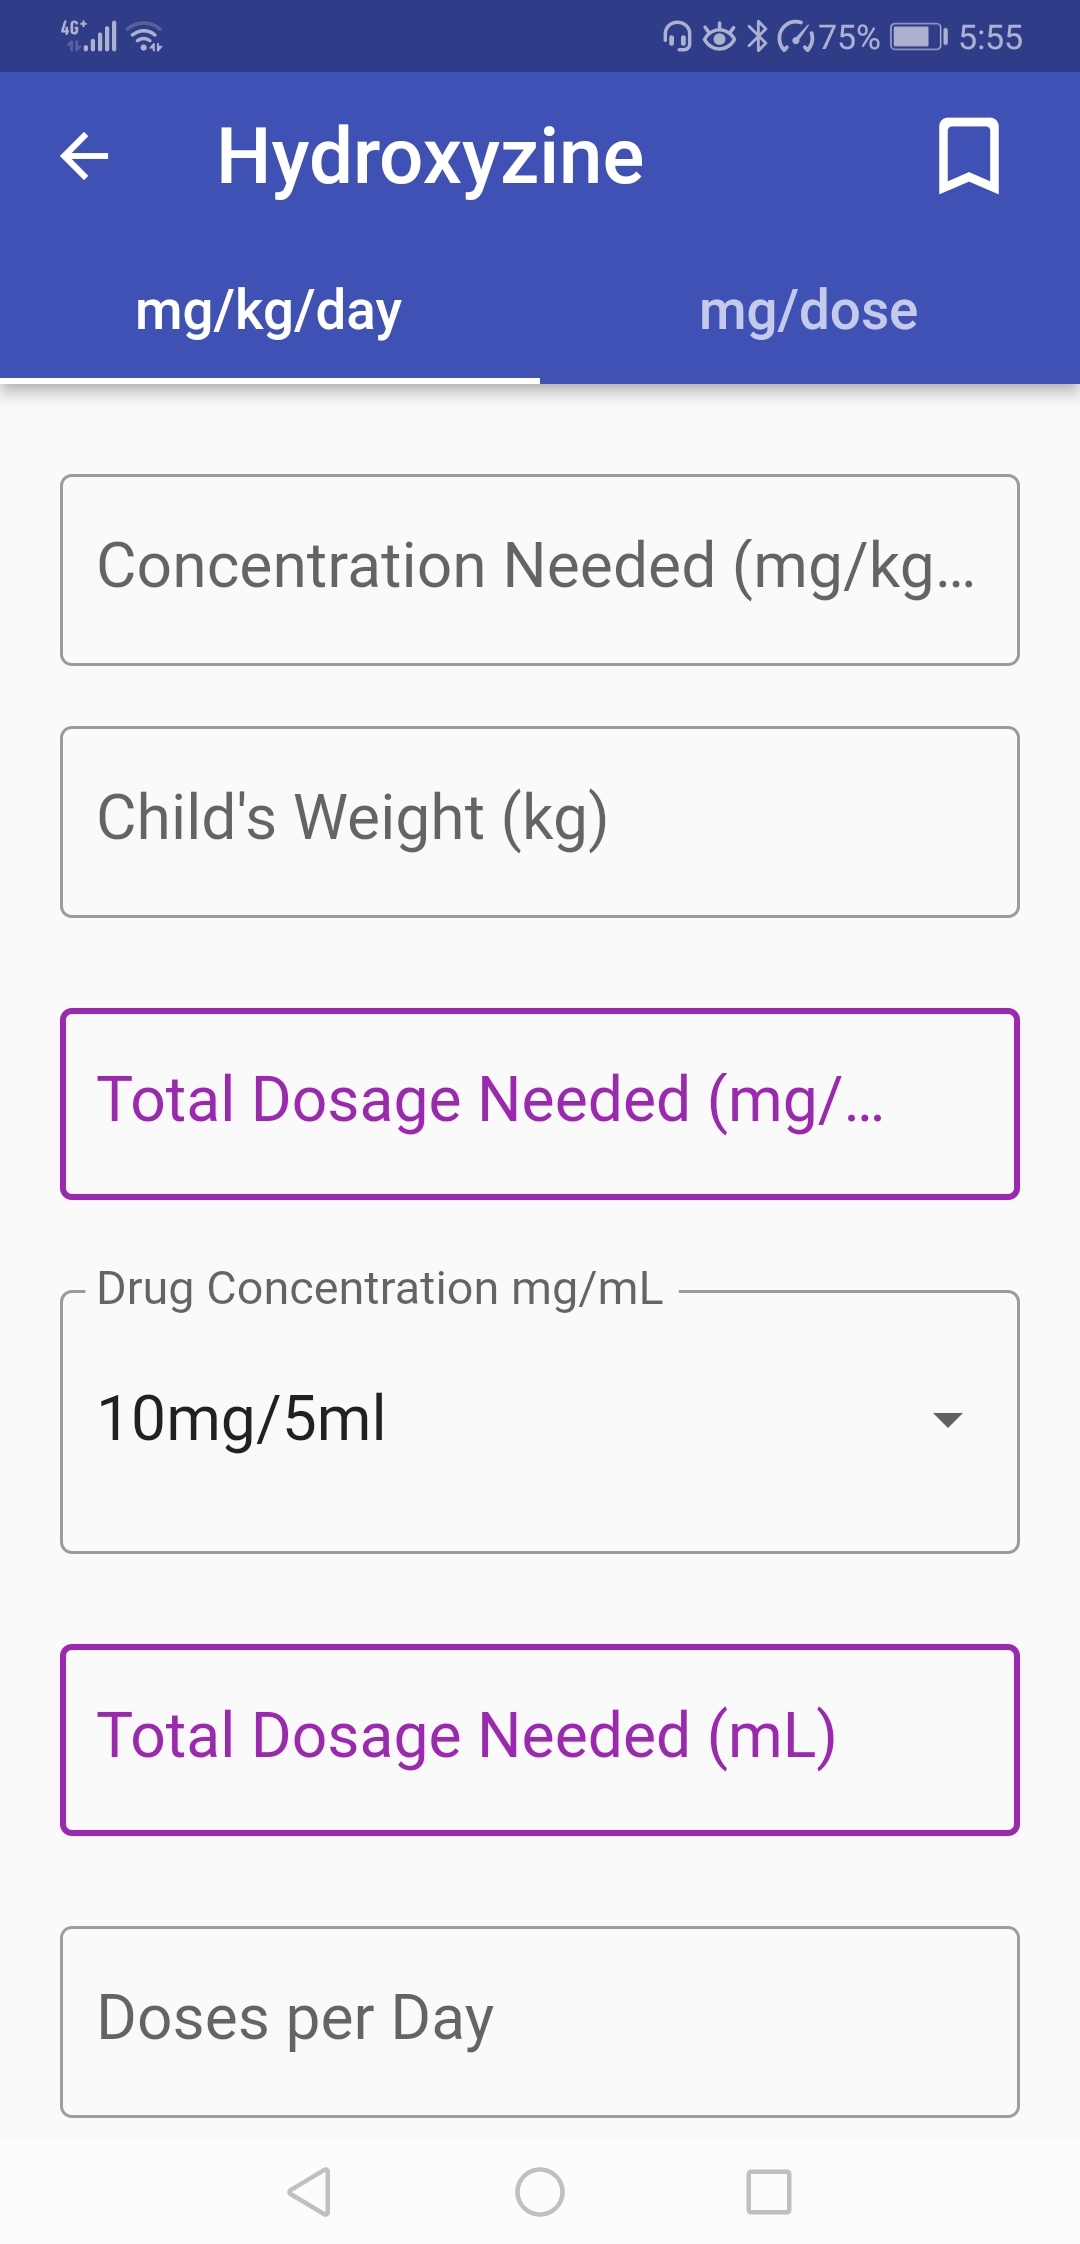 4G+ 75% 5:55
Hydroxyzine
mg/kg/day mg/dose
Concentration Needed (mg/kg...
Child's Weight (kg)
Total Dosage Needed (mg/...
Drug Concentration mg/mL
10mg/5ml
Total Dosage Needed (mL)
Doses per Day